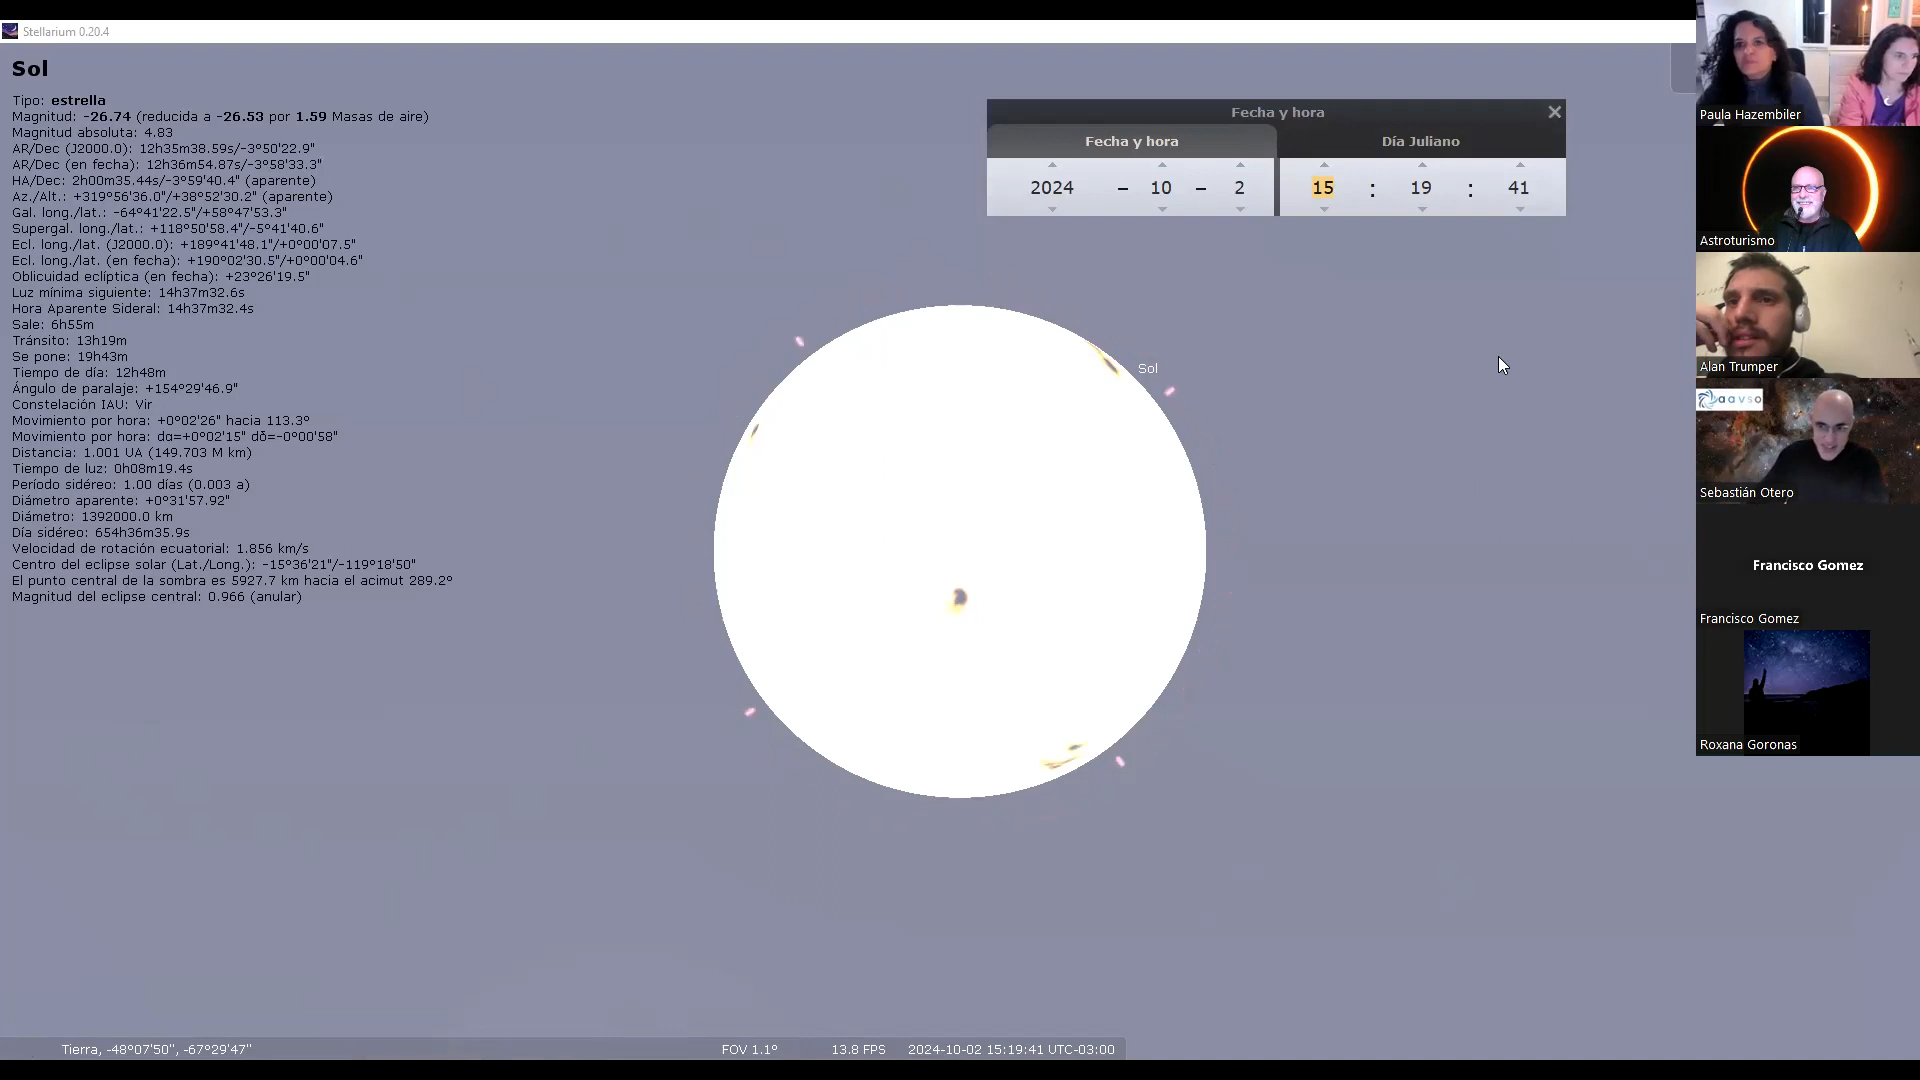 Stellarium 0.20.4
Sol
Tipo: estrella
Magnitud: -26.74 (reducida a -26.53 por 1.59 Masas de aire)
Magnitud absoluta: 4.83
AR/Dec (J2000.0): 12h35m38.59s/-3°50'22.9"
AR/Dec (en fecha): 12h36m54.87s/-3°58'33.3"
HA/Dec: 2h00m35.44s/-3°59'40.4" (aparente)
Az./Alt.: +319°56'36.0"/+38°52'30.2" (aparente)
Gal. long./lat.: -64°41'22.5"/+58°47'53.3"
Supergal. long./lat.: +118°50'58.4"/-5°41'40.6"
Ecl. long./lat. (J2000.0): +189°41'48.1"/+0°00'07.5"
Ecl. long./lat. (en fecha): +190°02'30.5"/+0°00'04.6"
Oblicuidad eclíptica (en fecha): +23°26'19.5"
Luz mínima siguiente: 14h37m32.6s
Hora Aparente Sideral: 14h37m32.4s
Sale: 6h55m
Tránsito: 13h19m
Se pone: 19h43m
Tiempo de día: 12h48m
Ángulo de paralaje: +154°29'46.9"
Constelación IAU: Vir
Movimiento por hora: +0°02'26" hacia 113.3°
Movimiento por hora: dα=+0°02'15" dδ=-0°00'58"
Distancia: 1.001 UA (149.703 M km)
Tiempo de luz: 0h08m19.4s
Período sidéreo: 1.00 días (0.003 a)
Diámetro aparente: +0°31'57.92"
Diámetro: 1392000.0 km
Día sidéreo: 654h36m35.9s
Velocidad de rotación ecuatorial: 1.856 km/s
Centro del eclipse solar (Lat./Long.): -15°36'21"/-119°18'50"
El punto central de la sombra es 5927.7 km hacia el acimut 289.2°
Magnitud del eclipse central: 0.966 (anular)
Fecha y hora
Fecha y hora Día Juliano
2024 - 10 - 2 15 : 19 : 41
Sol
Paula Hazembiler
Astroturismo
Alan Trumper
aavso
Sebastián Otero
Francisco Gomez
Francisco Gomez
Roxana Goronas
Tierra, -48°07'50", -67°29'47" FOV 1.1° 13.8 FPS 2024-10-02 15:19:41 UTC-03:00